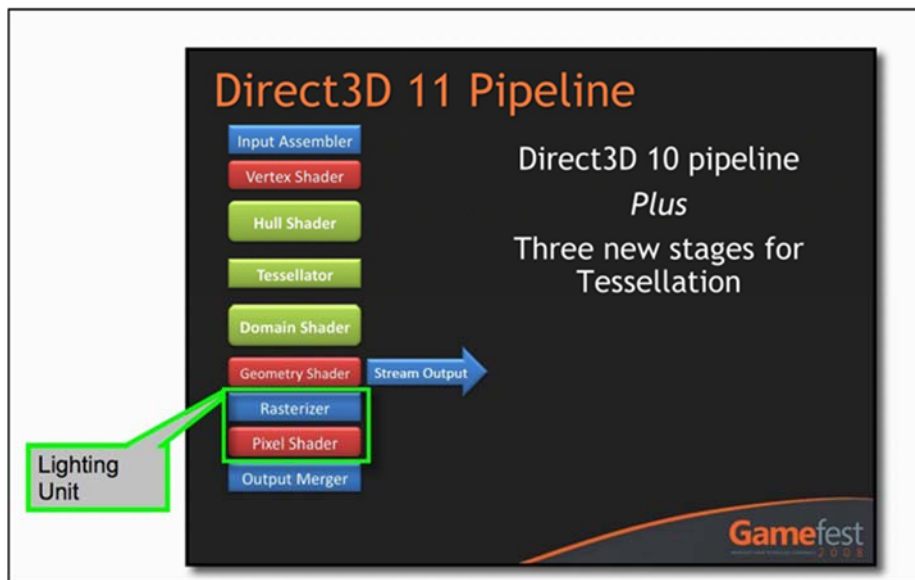 Direct3D 11 Pipeline
Input Assembler
Vertex Shader
Hull Shader
Tessellator
Domain Shader
Geometry Shader
Stream Output
Rasterizer
Pixel Shader
Output Merger
Direct3D 10 pipeline
Plus
Three new stages for
Tessellation
Lighting
Unit
Gamefest
2008